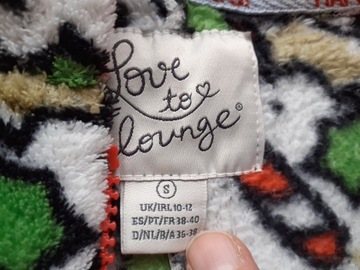 Love
to
lounge®
S
UK/IRL 10-12
ES/PT/FR 38-40
D/NL/B/A 36-38